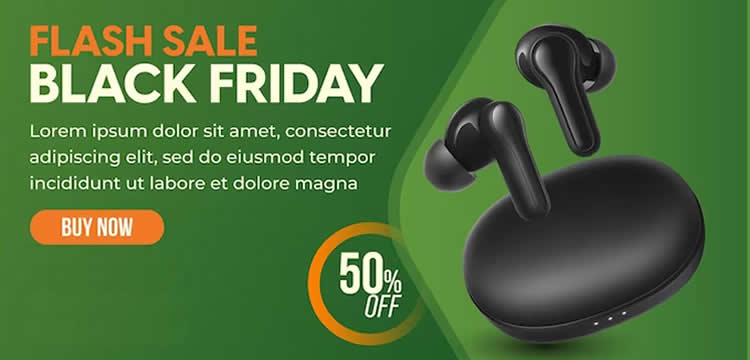 FLASH SALE
BLACK FRIDAY
Lorem ipsum dolor sit amet, consectetur
adipiscing elit, sed do eiusmod tempor
incididunt ut labore et dolore magna
BUY NOW
50%
OFF